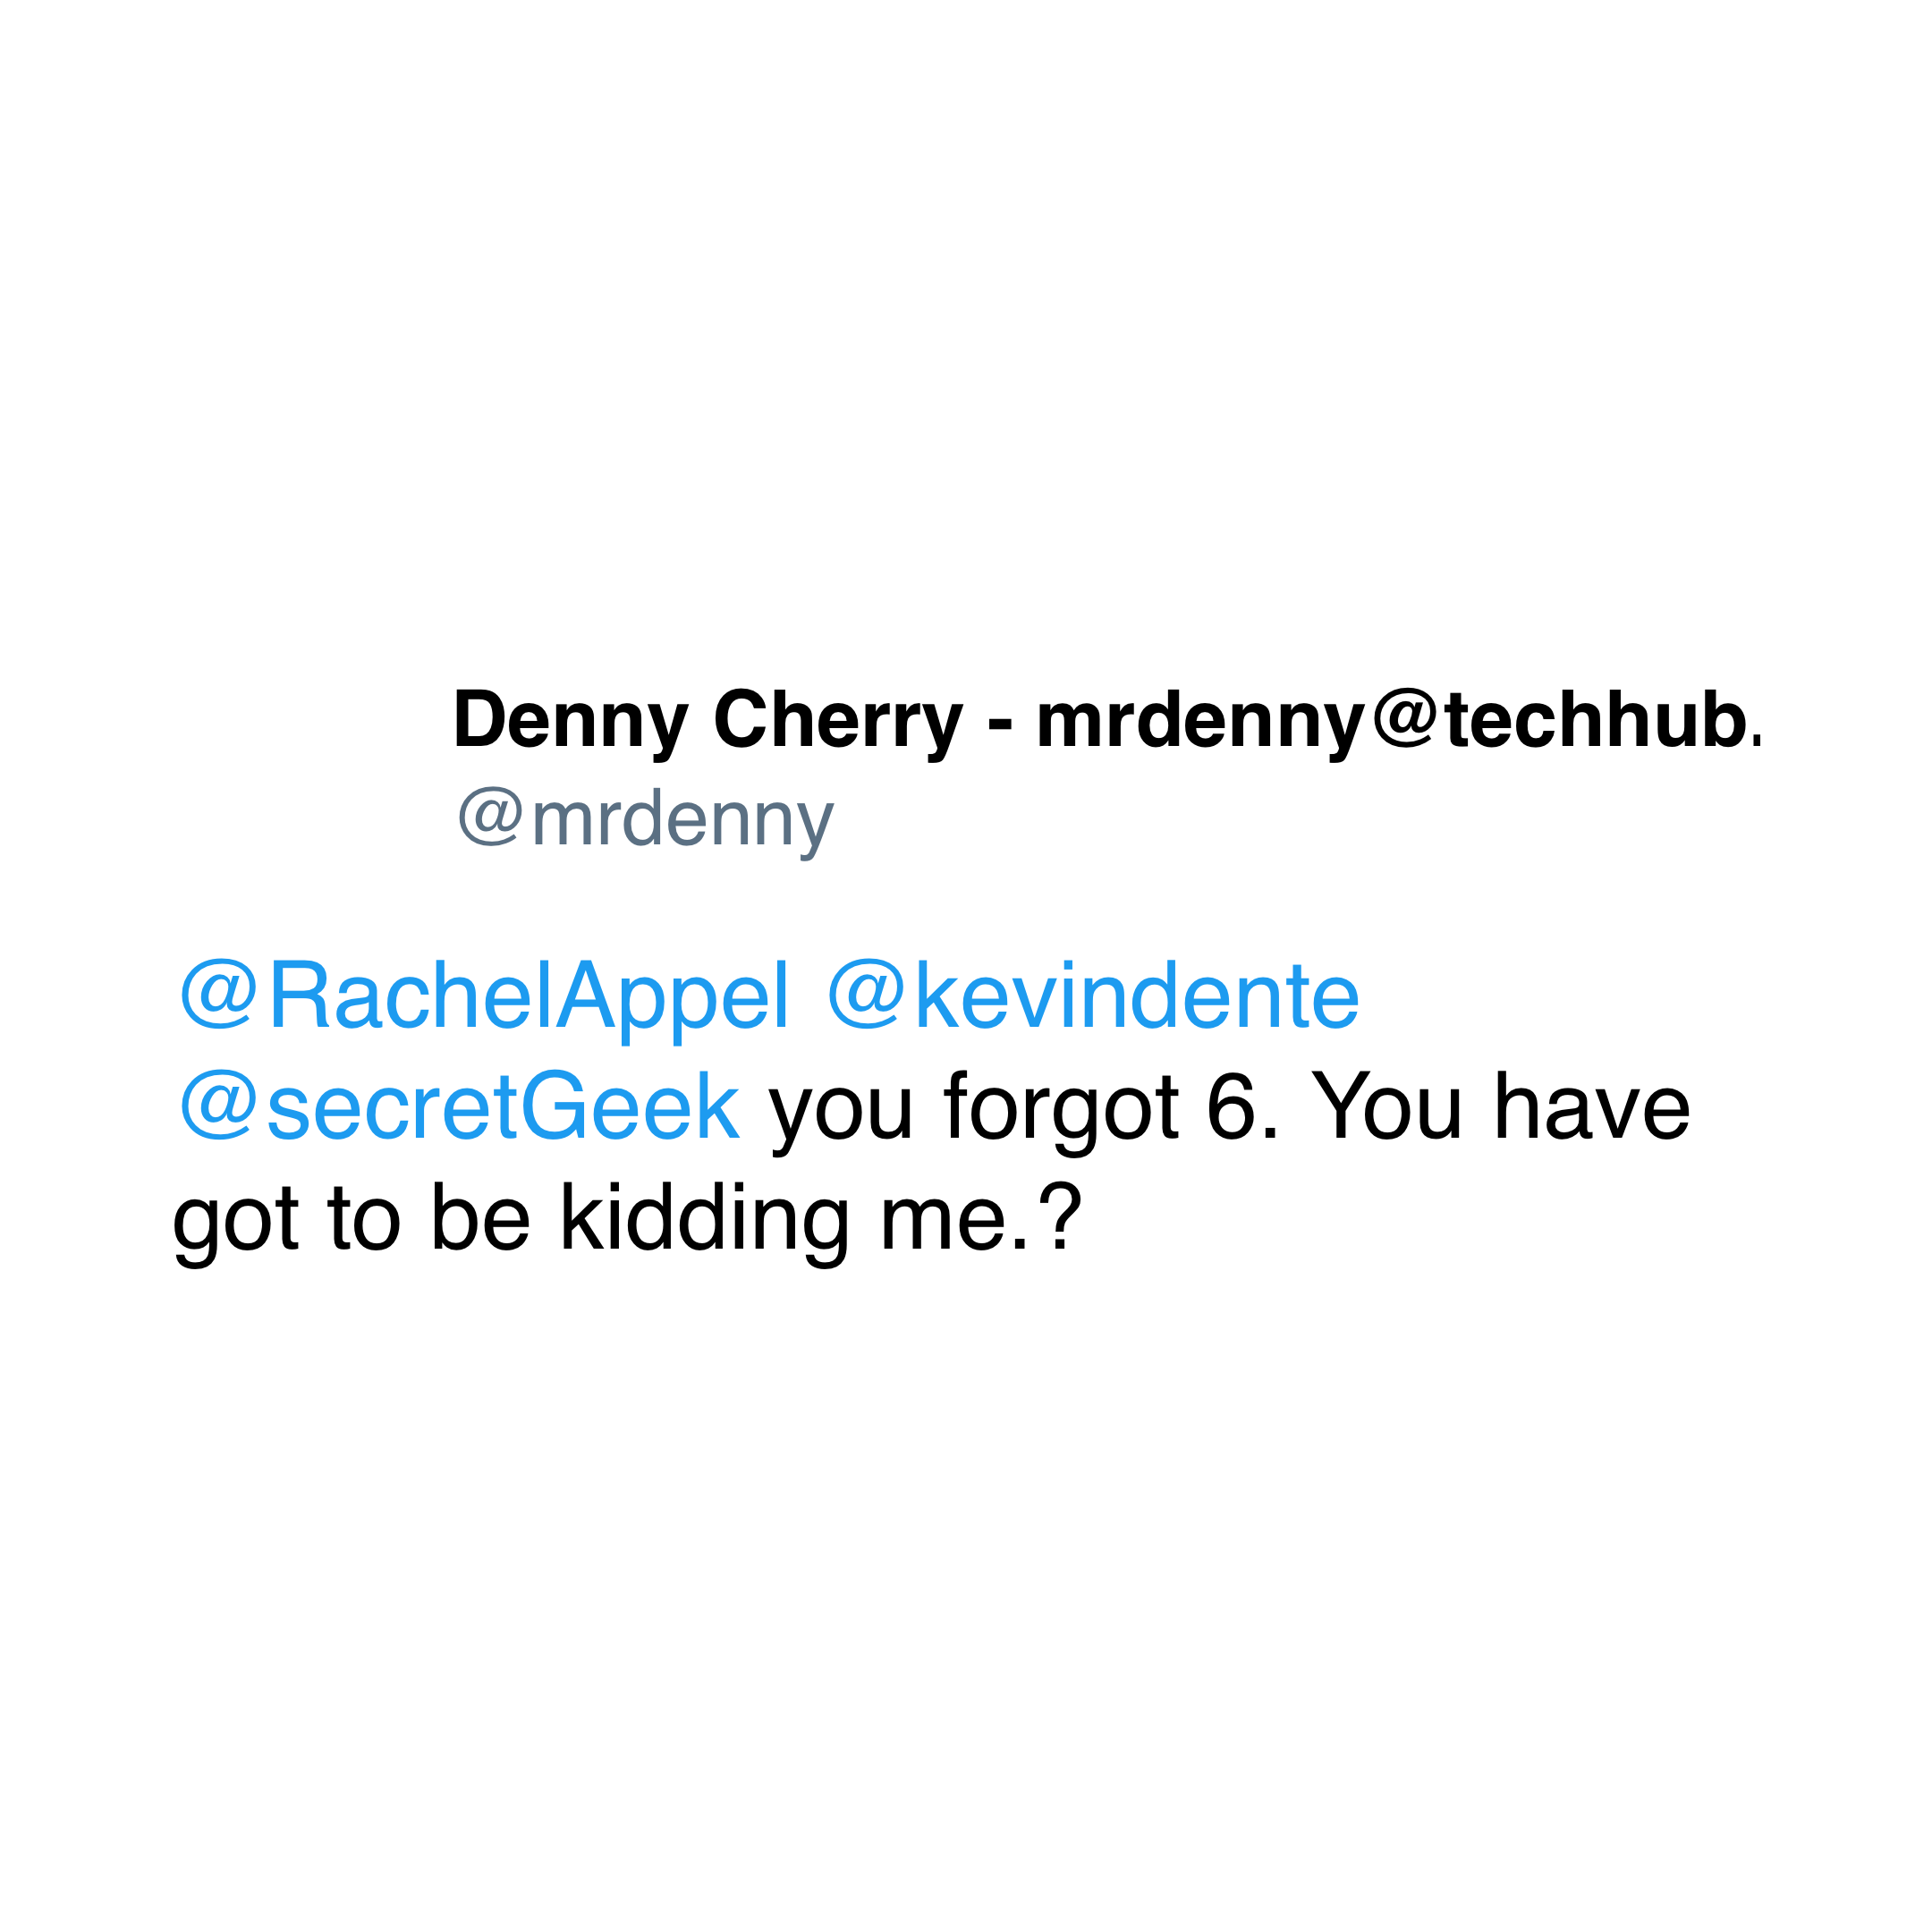 Denny Cherry - mrdenny@techhub.
@mrdenny
@RachelAppel @kevindente
@secretGeek you forgot 6. You have
got to be kidding me.?